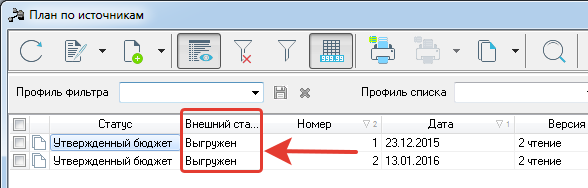 План по источникам
Профиль фильтра
Профиль списка
Статус Внешний ста... Номер 2 Дата 1 Версия
Утвержденный бюджет Выгружен 1 23.12.2015 2 чтение
Утвержденный бюджет Выгружен 2 13.01.2016 2 чтение